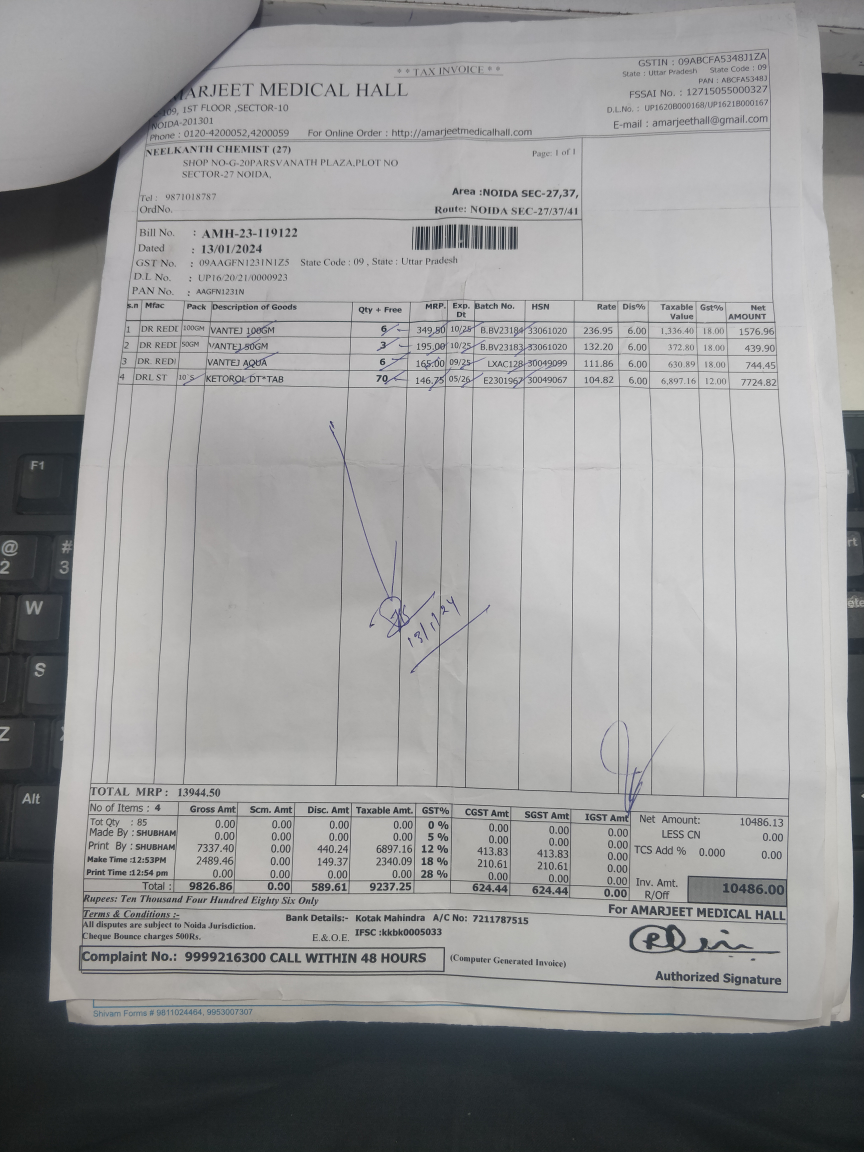 **TAX INVOICE**
GSTIN : 09ABCFA5348J1ZA
State : Uttar Pradesh State Code : 09
PAN : ABCFA5348J
FSSAI No. : 12715055000327
D.L.No. : UP1620B000168/UP1621B000167
E-mail : amarjeethall@gmail.com
MARJEET MEDICAL HALL
109, 1ST FLOOR ,SECTOR-10
NOIDA-201301
Phone : 0120-4200052,4200059 For Online Order : http://amarjeetmedicalhall.com
NEELKANTH CHEMIST (27) Page: 1 of 1
SHOP NO-G-20PARSVANATH PLAZA,PLOT NO
SECTOR-27 NOIDA,
Tel : 9871018787 Area :NOIDA SEC-27,37,
OrdNo. Route: NOIDA SEC-27/37/41
Bill No. : AMH-23-119122
Dated : 13/01/2024
GST No. : 09AAGFN1231N1Z5 State Code : 09 , State : Uttar Pradesh
D.L No. : UP16/20/21/0000923
PAN No. : AAGFN1231N
s.n Mfac Pack Description of Goods Qty + Free MRP. Exp. Dt Batch No. HSN Rate Dis% Taxable Value Gst% Net AMOUNT
1 DR REDI 100GM VANTEJ 100GM 6 349.50 10/25 B.BV23184 33061020 236.95 6.00 1,336.40 18.00 1576.96
2 DR REDI 50GM VANTEJ 50GM 3 195.00 10/25 B.BV23183 33061020 132.20 6.00 372.80 18.00 439.90
3 DR. REDI VANTEJ AQUA 6 165.00 09/25 LXAC128 30049099 111.86 6.00 630.89 18.00 744.45
4 DRL ST 10'S KETOROL DT*TAB 70 146.75 05/26 E2301967 30049067 104.82 6.00 6,897.16 12.00 7724.82
13/1/24
TOTAL MRP : 13944.50
No of Items : 4 Gross Amt Scm. Amt Disc. Amt Taxable Amt. GST% CGST Amt SGST Amt IGST Amt Net Amount: 10486.13
Tot Qty : 85 0.00 0.00 0.00 0.00 0 % 0.00 0.00 0.00 LESS CN 0.00
Made By : SHUBHAM 0.00 0.00 0.00 0.00 5 % 0.00 0.00 0.00
Print By : SHUBHAM 7337.40 0.00 440.24 6897.16 12 % 413.83 413.83 0.00 TCS Add % 0.000 0.00
Make Time :12:53PM 2489.46 0.00 149.37 2340.09 18 % 210.61 210.61 0.00
Print Time :12:54 pm 0.00 0.00 0.00 0.00 28 % 0.00 0.00 0.00 Inv. Amt. 10486.00
Total : 9826.86 0.00 589.61 9237.25 624.44 624.44 0.00 R/Off
Rupees: Ten Thousand Four Hundred Eighty Six Only
For AMARJEET MEDICAL HALL
Terms & Conditions :-
All disputes are subject to Noida Jurisdiction.
Cheque Bounce charges 500Rs.
Bank Details:- Kotak Mahindra A/C No: 7211787515
E.&O.E. IFSC :kkbk0005033
Complaint No.: 9999216300 CALL WITHIN 48 HOURS (Computer Generated Invoice)
Authorized Signature
Shivam Forms # 9811024464, 9953007307
F1
@
2
#
3
W
S
Z
Alt